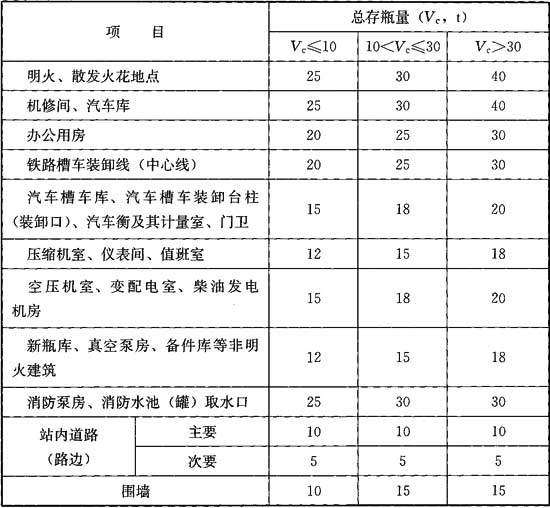 项 目 总存瓶量（Vc，t）
Vc≤10 10<Vc≤30 Vc>30
明火、散发火花地点 25 30 40
机修间、汽车库 25 30 40
办公用房 20 25 30
铁路槽车装卸线（中心线） 20 25 30
汽车槽车库、汽车槽车装卸台柱
（装卸口）、汽车衡及其计量室、门卫 15 18 20
压缩机室、仪表间、值班室 12 15 18
空压机室、变配电室、柴油发电
机房 15 18 20
新瓶库、真空泵房、备件库等非明
火建筑 12 15 18
消防泵房、消防水池（罐）取水口 25 30 30
站内道路
（路边） 主要 10 10 10
次要 5 5 5
围墙 10 15 15